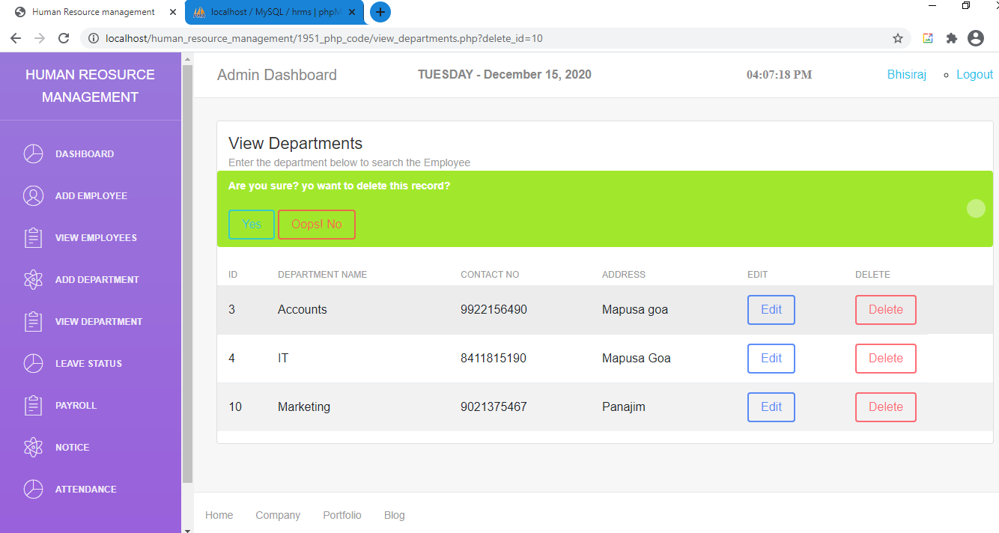 Human Resource management
localhost / MySQL / hrms | phpM
localhost/human_resource_management/1951_php_code/view_departments.php?delete_id=10
HUMAN REOSURCE
MANAGEMENT
DASHBOARD
ADD EMPLOYEE
VIEW EMPLOYEES
ADD DEPARTMENT
VIEW DEPARTMENT
LEAVE STATUS
PAYROLL
NOTICE
ATTENDANCE
Admin Dashboard TUESDAY - December 15, 2020 04:07:18 PM Bhisiraj Logout
View Departments
Enter the department below to search the Employee
Are you sure? yo want to delete this record?
Yes Oops! No
ID DEPARTMENT NAME CONTACT NO ADDRESS EDIT DELETE
3 Accounts 9922156490 Mapusa goa Edit Delete
4 IT 8411815190 Mapusa Goa Edit Delete
10 Marketing 9021375467 Panajim Edit Delete
Home Company Portfolio Blog